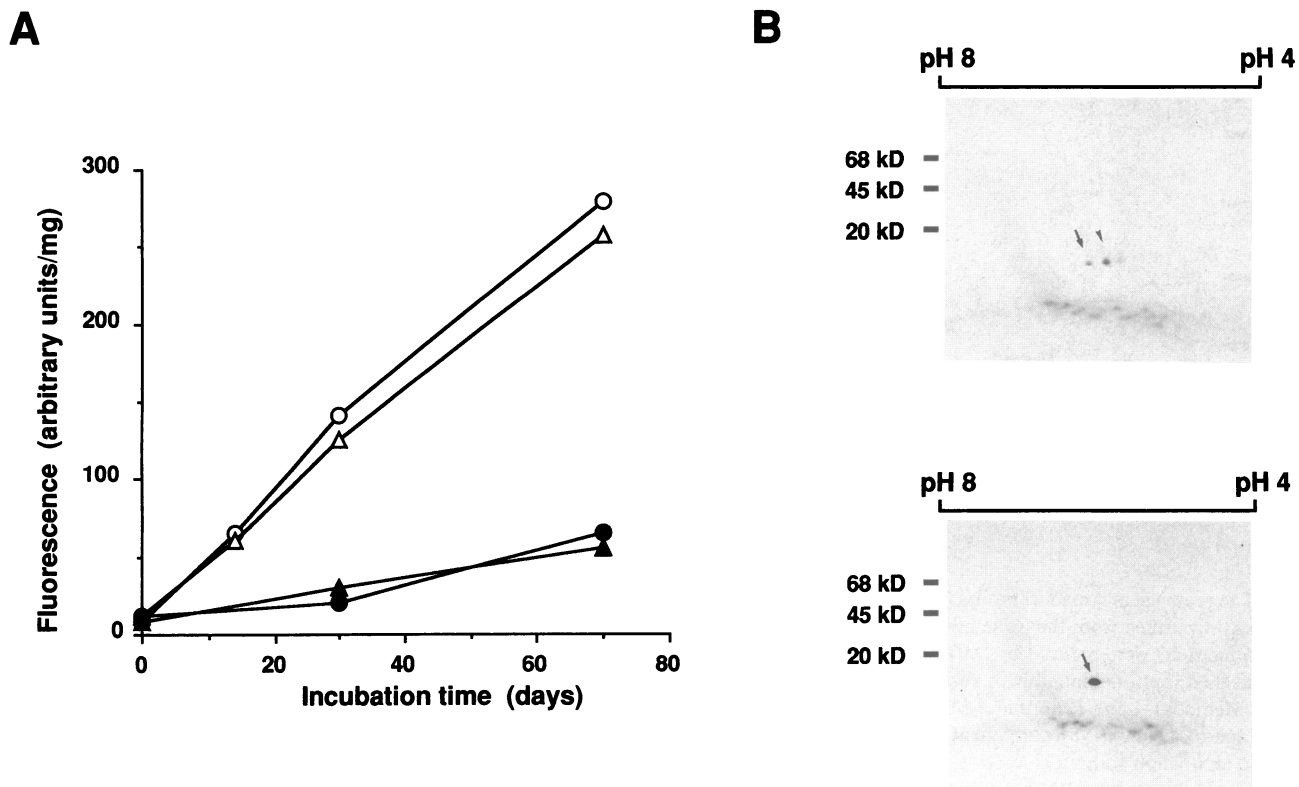 A
300
200
100
0
Fluorescence (arbitrary units/mg)
0 20 40 60 80
Incubation time (days)
B
pH 8 pH 4
68 kD
45 kD
20 kD
pH 8 pH 4
68 kD
45 kD
20 kD